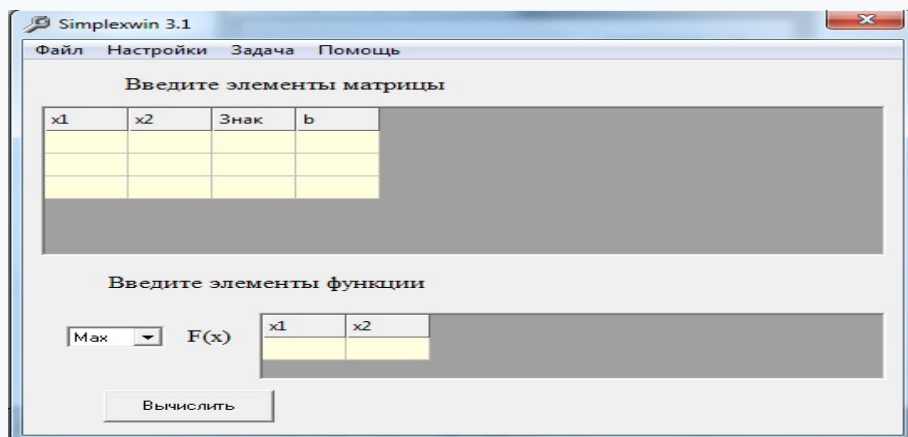 Simplexwin 3.1
Файл Настройки Задача Помощь
Введите элементы матрицы
x1 x2 Знак b
Введите элементы функции
Max F(x) x1 x2
Вычислить